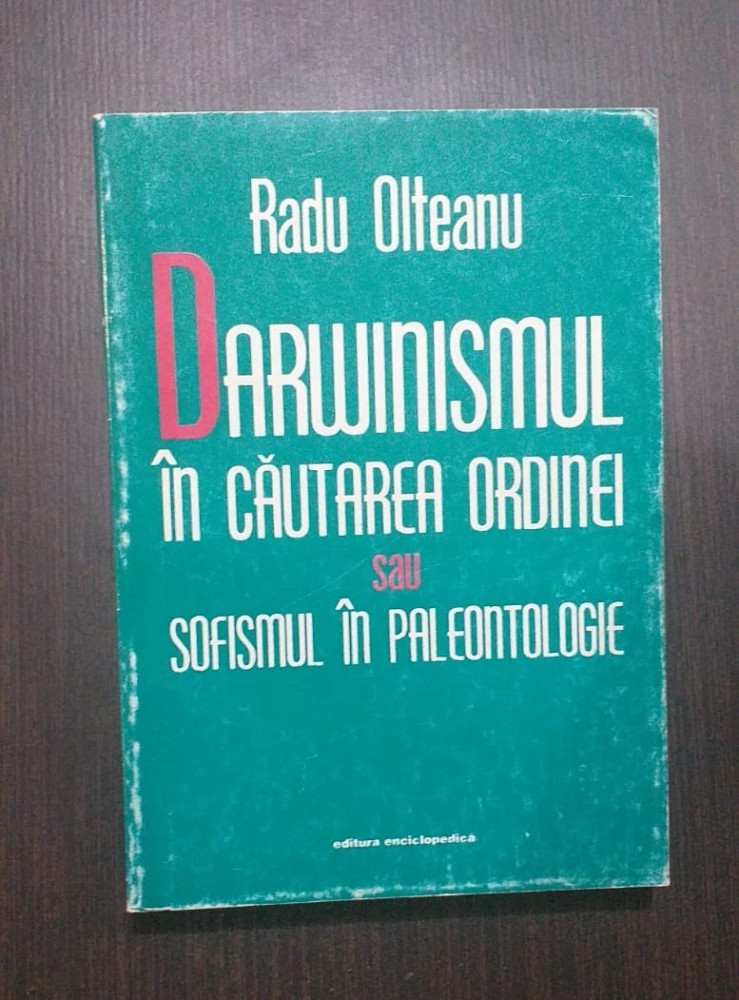 Radu Olteanu
DARWINISMUL
ÎN CĂUTAREA ORDINEI
sau
SOFISMUL ÎN PALEONTOLOGIE
editura enciclopedica